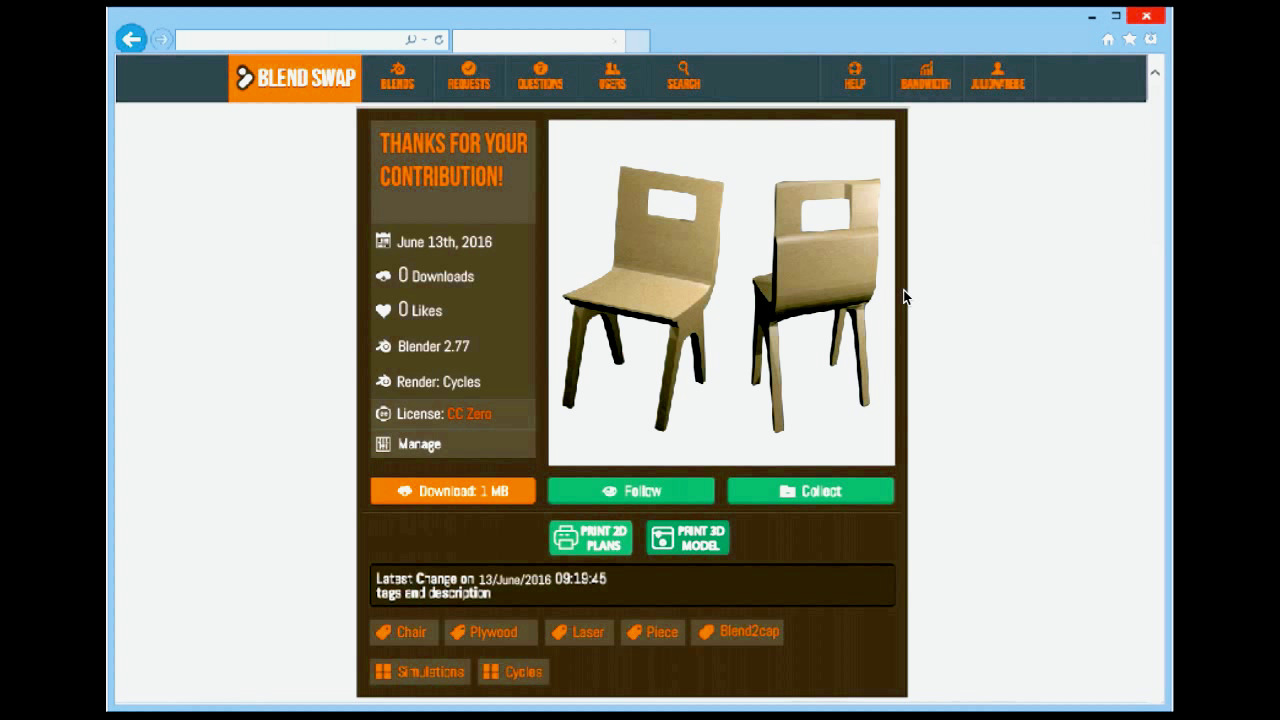 BLEND SWAP
BLENDS REQUESTS QUESTIONS USERS SEARCH HELP BANDWIDTH
THANKS FOR YOUR
CONTRIBUTION!
June 13th, 2016
0 Downloads
0 Likes
Blender 2.77
Render: Cycles
License: CC Zero
Manage
Download: 1 MB
Follow
Collect
PRINT 2D
PLANS
PRINT 3D
MODEL
Latest Change on 13/June/2016 09:19:45
tags and description
Chair Plywood Laser Piece Blend2cap
Simulations Cycles